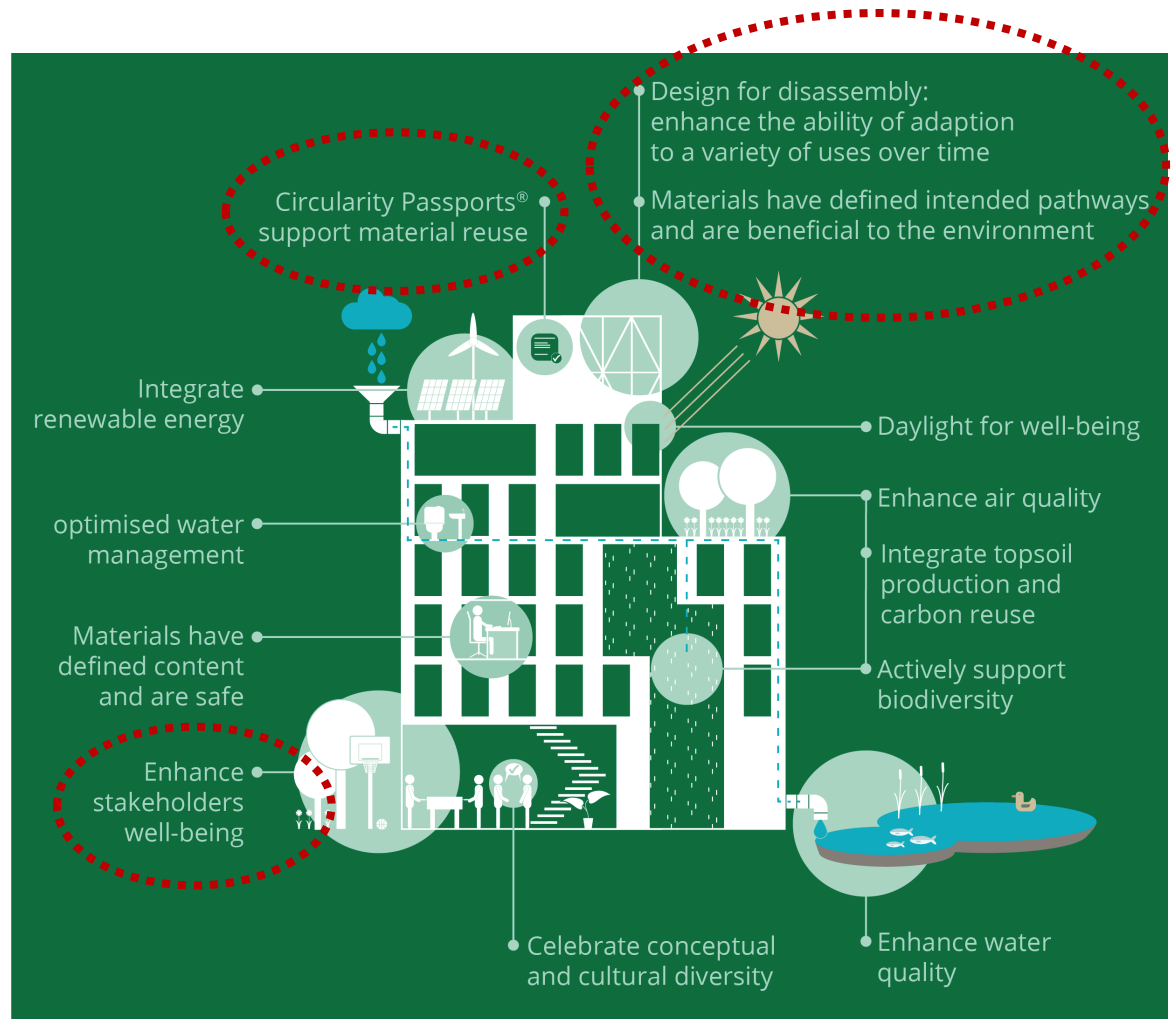 Design for disassembly:
enhance the ability of adaption
to a variety of uses over time
Circularity Passports®
support material reuse
Materials have defined intended pathways
and are beneficial to the environment
Integrate
renewable energy
Daylight for well-being
Enhance air quality
optimised water
management
Integrate topsoil
production and
carbon reuse
Materials have
defined content
and are safe
Actively support
biodiversity
Enhance
stakeholders
well-being
Celebrate conceptual
and cultural diversity
Enhance water
quality